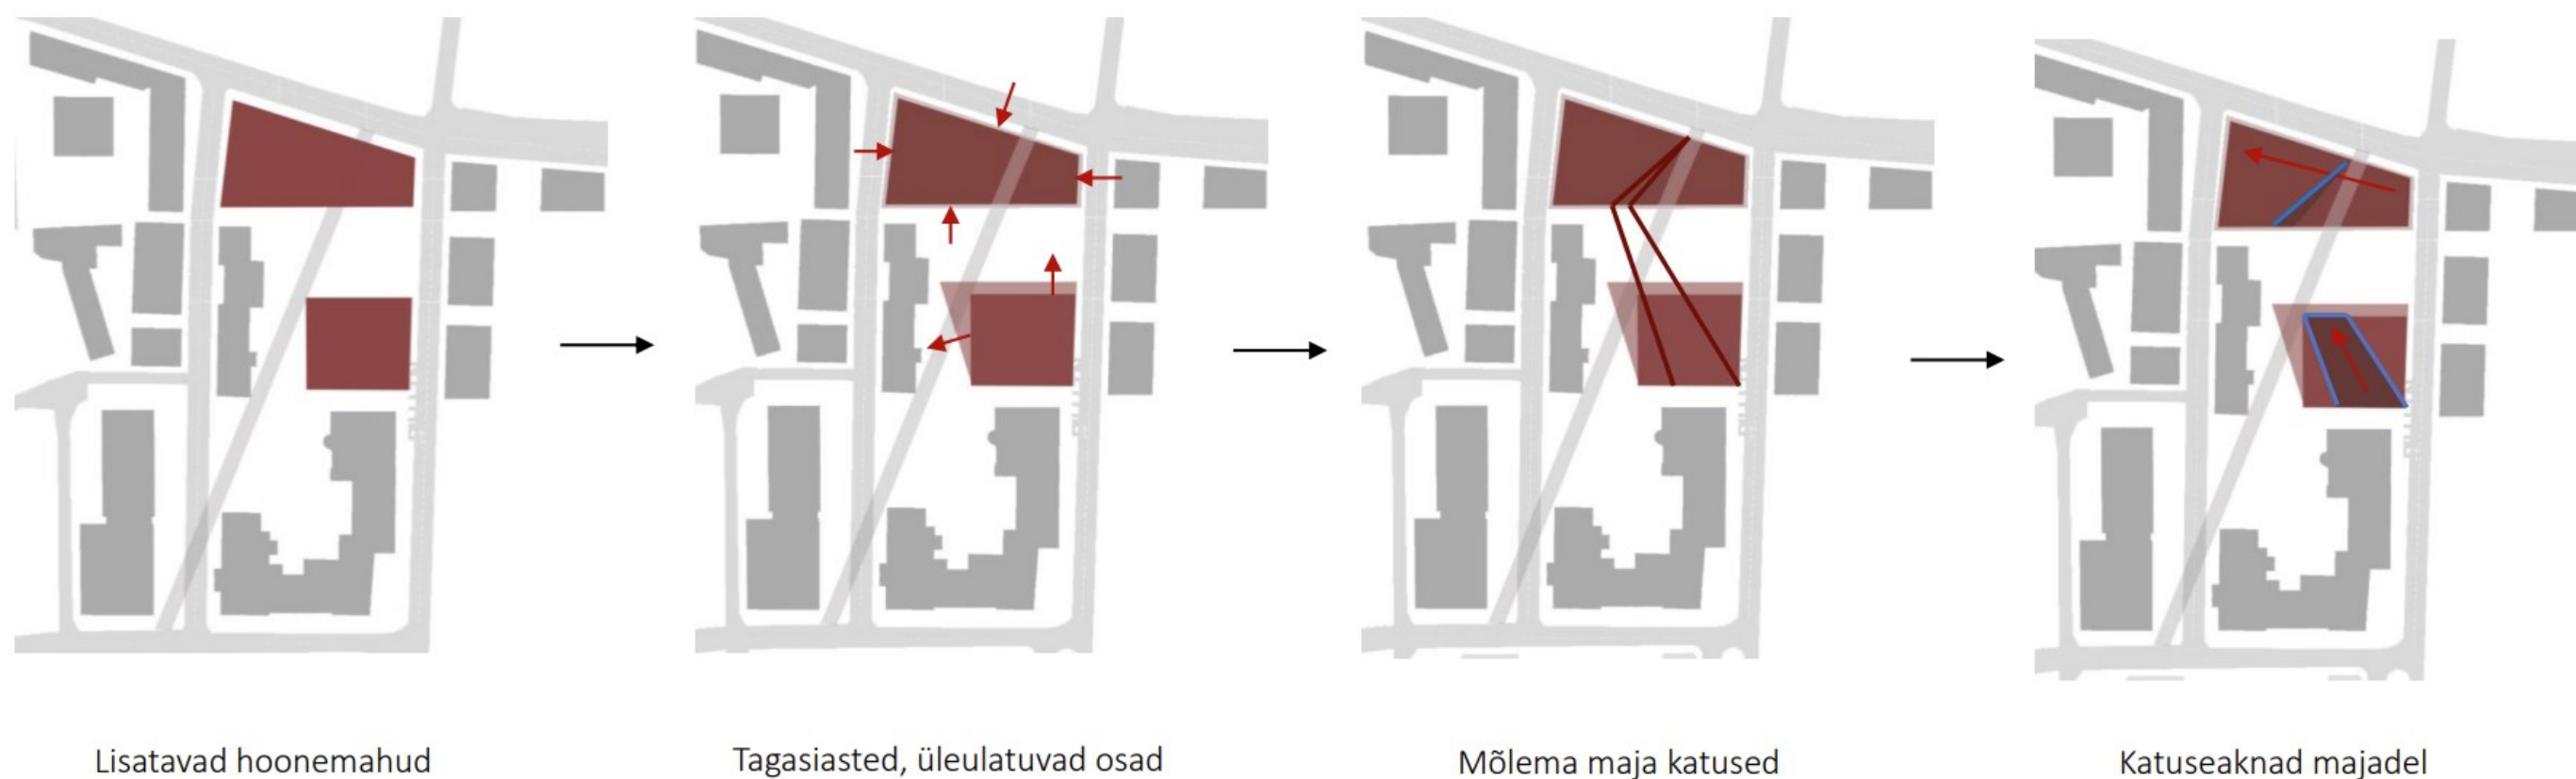 Lisatavad hoonemahud
Tagasiasted, üleulatuvad osad
Mõlema maja katused
Katuseaknad majadel